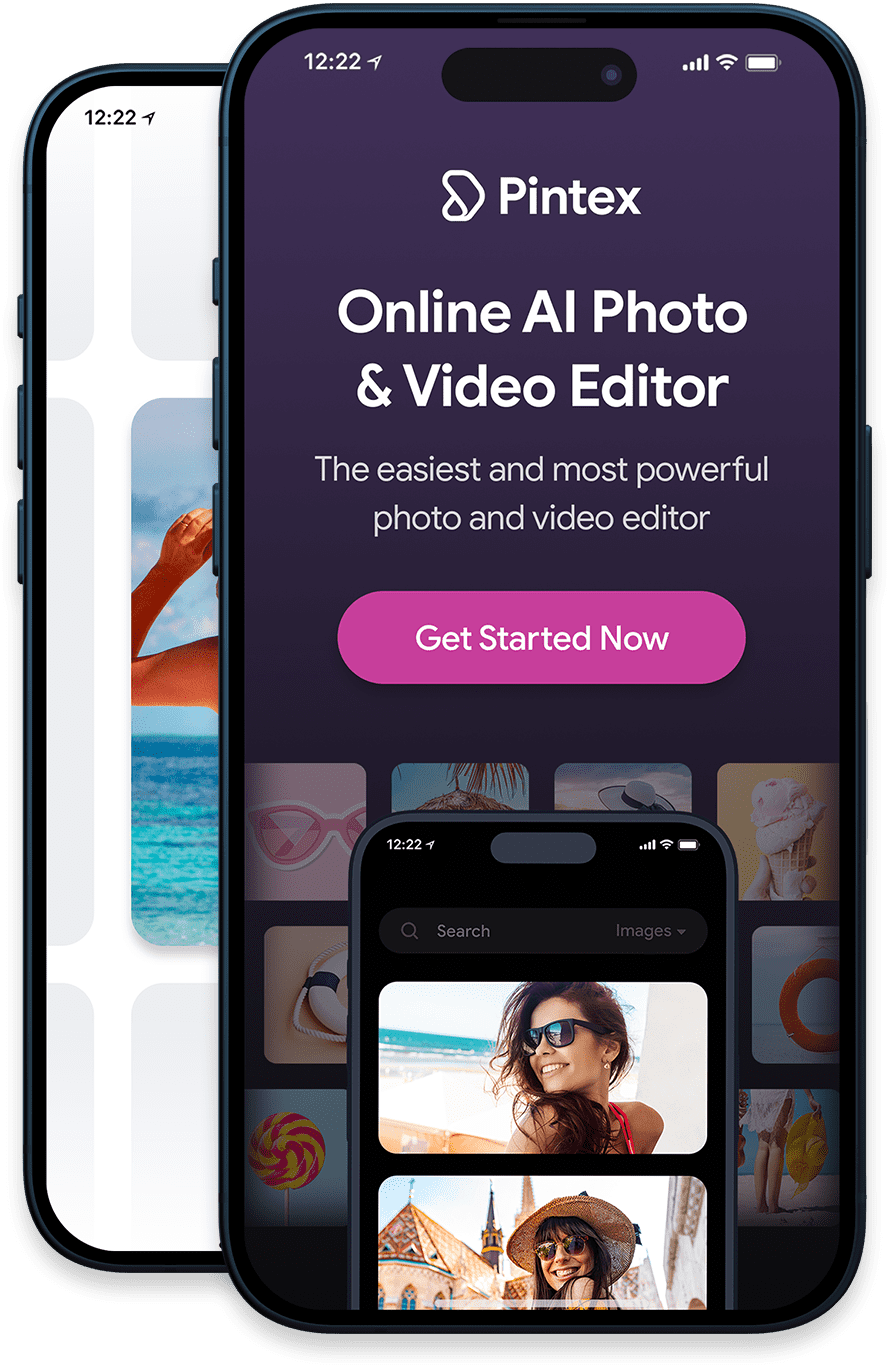 12:22
12:22
Pintex
Online AI Photo
& Video Editor
The easiest and most powerful
photo and video editor
Get Started Now
12:22
Search
Images